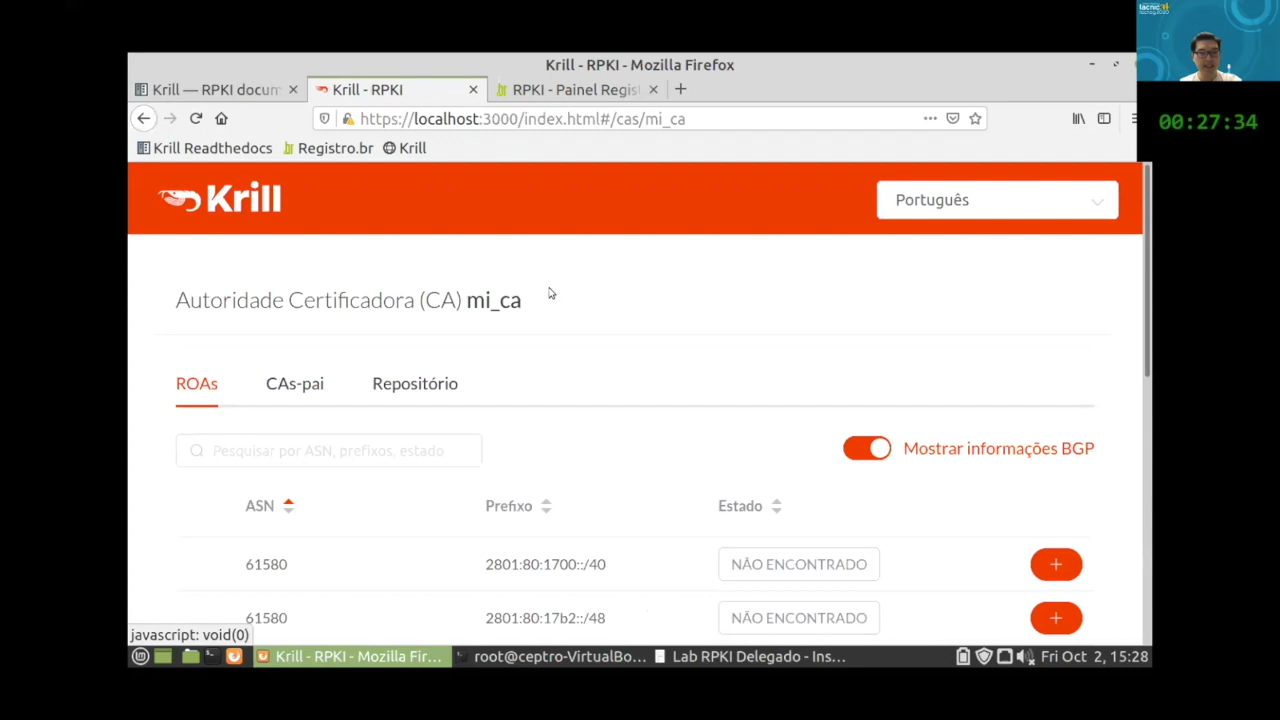 lacnic
Krill - RPKI - Mozilla Firefox
Krill — RPKI docum
Krill - RPKI
RPKI - Painel Regist
https://localhost:3000/index.html#/cas/mi_ca
00:27:34
Krill Readthedocs
Registro.br
Krill
Krill
Português
Autoridade Certificadora (CA) mi_ca
ROAs
CAs-pai
Repositório
Pesquisar por ASN, prefixos, estado
Mostrar informações BGP
ASN
Prefixo
Estado
61580
2801:80:1700::/40
NÃO ENCONTRADO
+
61580
2801:80:17b2::/48
NÃO ENCONTRADO
+
javascript: void(0)
Krill - RPKI - Mozilla Fir...
root@ceptro-VirtualBo...
Lab RPKI Delegado - Ins...
Fri Oct 2, 15:28